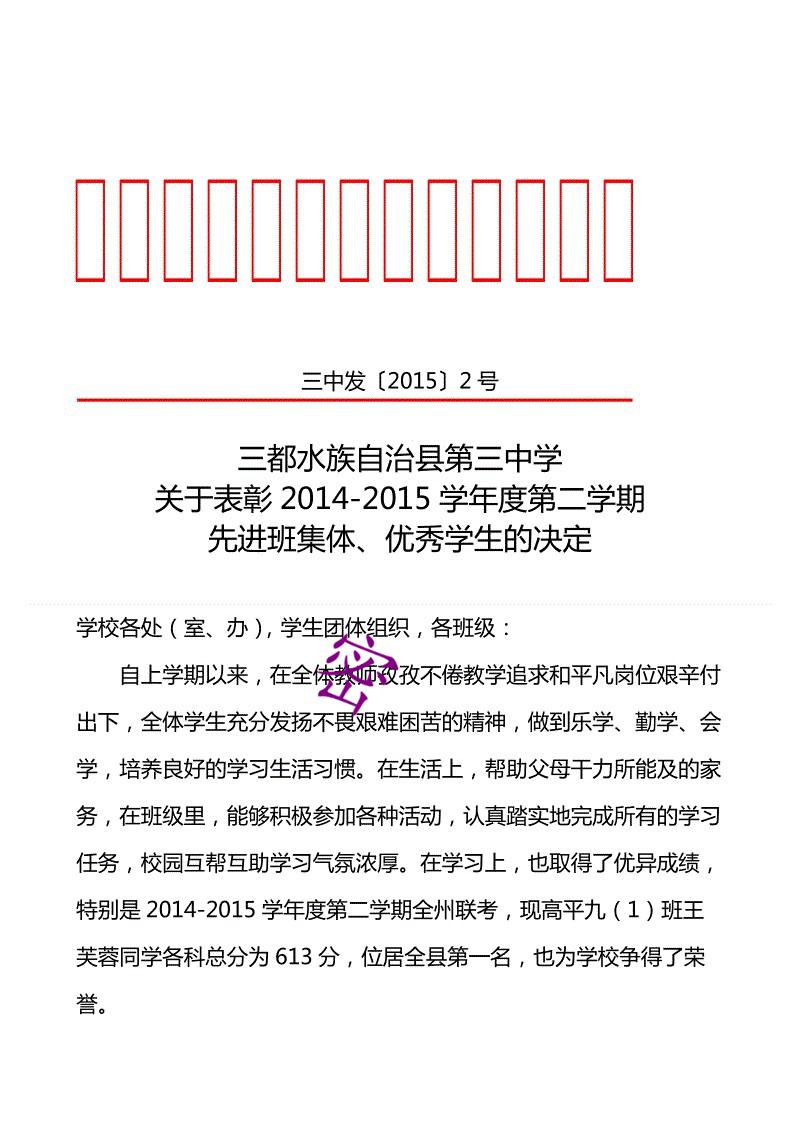 三中发〔2015〕2 号
三都水族自治县第三中学
关于表彰 2014-2015 学年度第二学期
先进班集体、优秀学生的决定
学校各处（室、办），学生团体组织，各班级：
自上学期以来，在全体教师孜孜不倦教学追求和平凡岗位艰辛付
出下，全体学生充分发扬不畏艰难困苦的精神，做到乐学、勤学、会
学，培养良好的学习生活习惯。在生活上，帮助父母干力所能及的家
务，在班级里，能够积极参加各种活动，认真踏实地完成所有的学习
任务，校园互帮互助学习气氛浓厚。在学习上，也取得了优异成绩，
特别是 2014-2015 学年度第二学期全州联考，现高平九（1）班王
芙蓉同学各科总分为 613 分，位居全县第一名，也为学校争得了荣
誉。
密